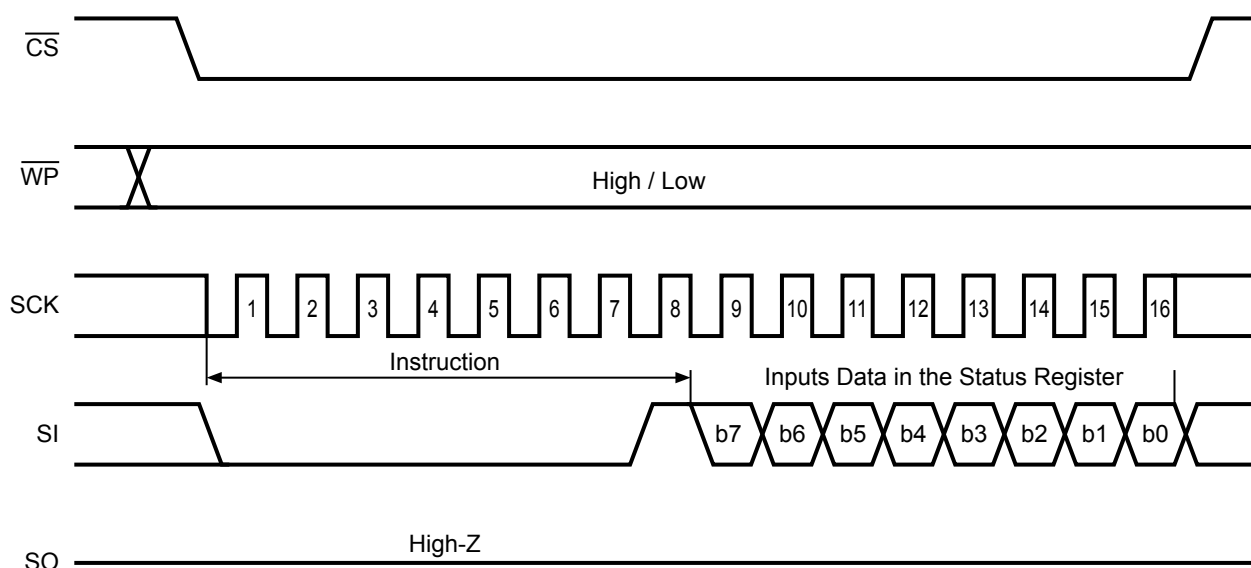 CS
WP
High / Low
SCK
1 2 3 4 5 6 7 8 9 10 11 12 13 14 15 16
Instruction
Inputs Data in the Status Register
SI
b7 b6 b5 b4 b3 b2 b1 b0
High-Z
SO